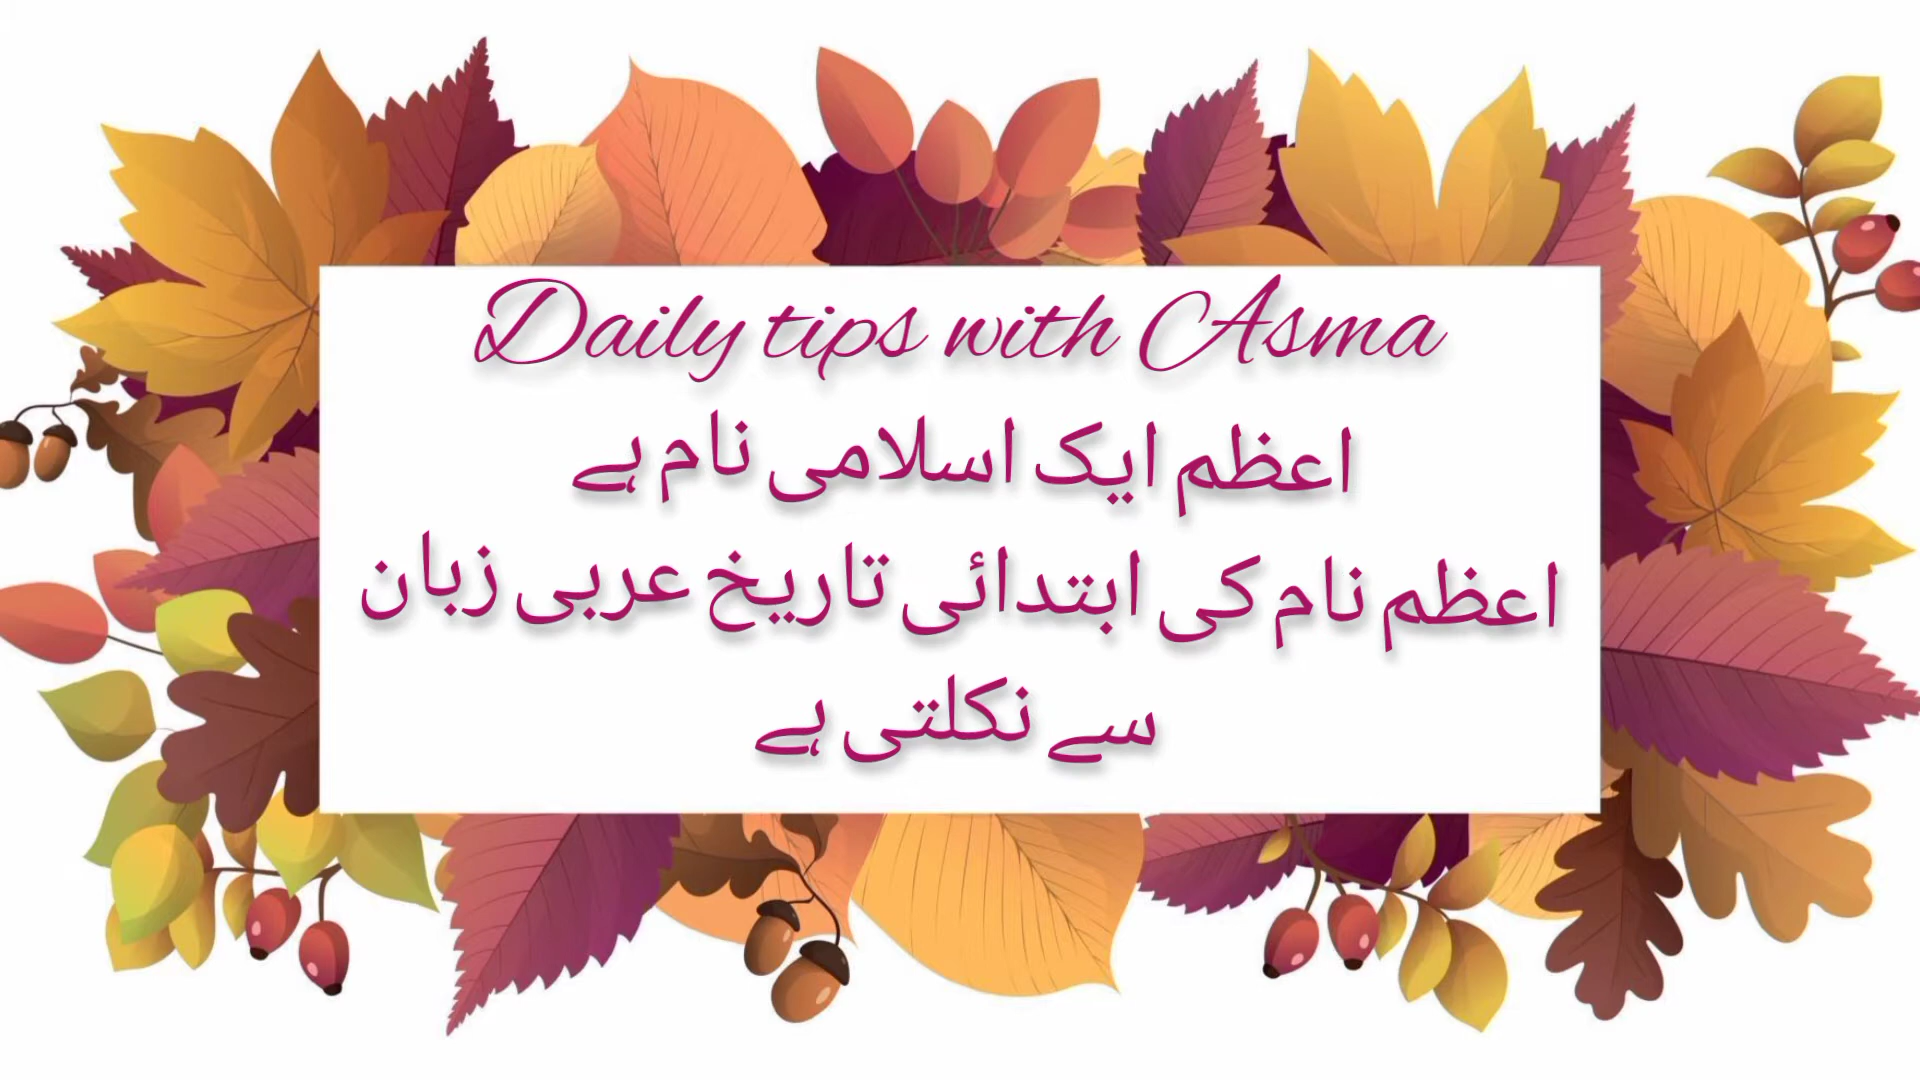 Daily tips with Asma
اعظم ایک اسلامی نام ہے
اعظم نام کی ابتدائی تاریخ عربی زبان
سے نکلتی ہے